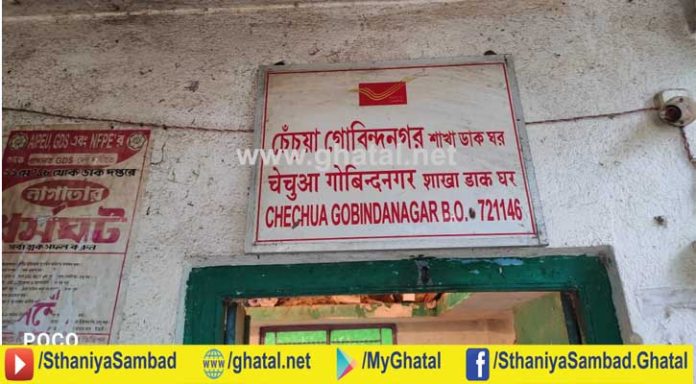 AIPEU, GDS এবং NFPE'র
লাগাতার
ধর্মঘট
চেঁচুয়া গোবিন্দনগর শাখা ডাক ঘর
চেচুআ गोबिन्दनगर शाखा डाक घर
CHECHUA GOBINDANAGAR B.O. - 721146
www.ghatal.net
POCO
/SthaniyaSambad
/ghatal.net
/MyGhatal
/SthaniyaSambad.Ghatal